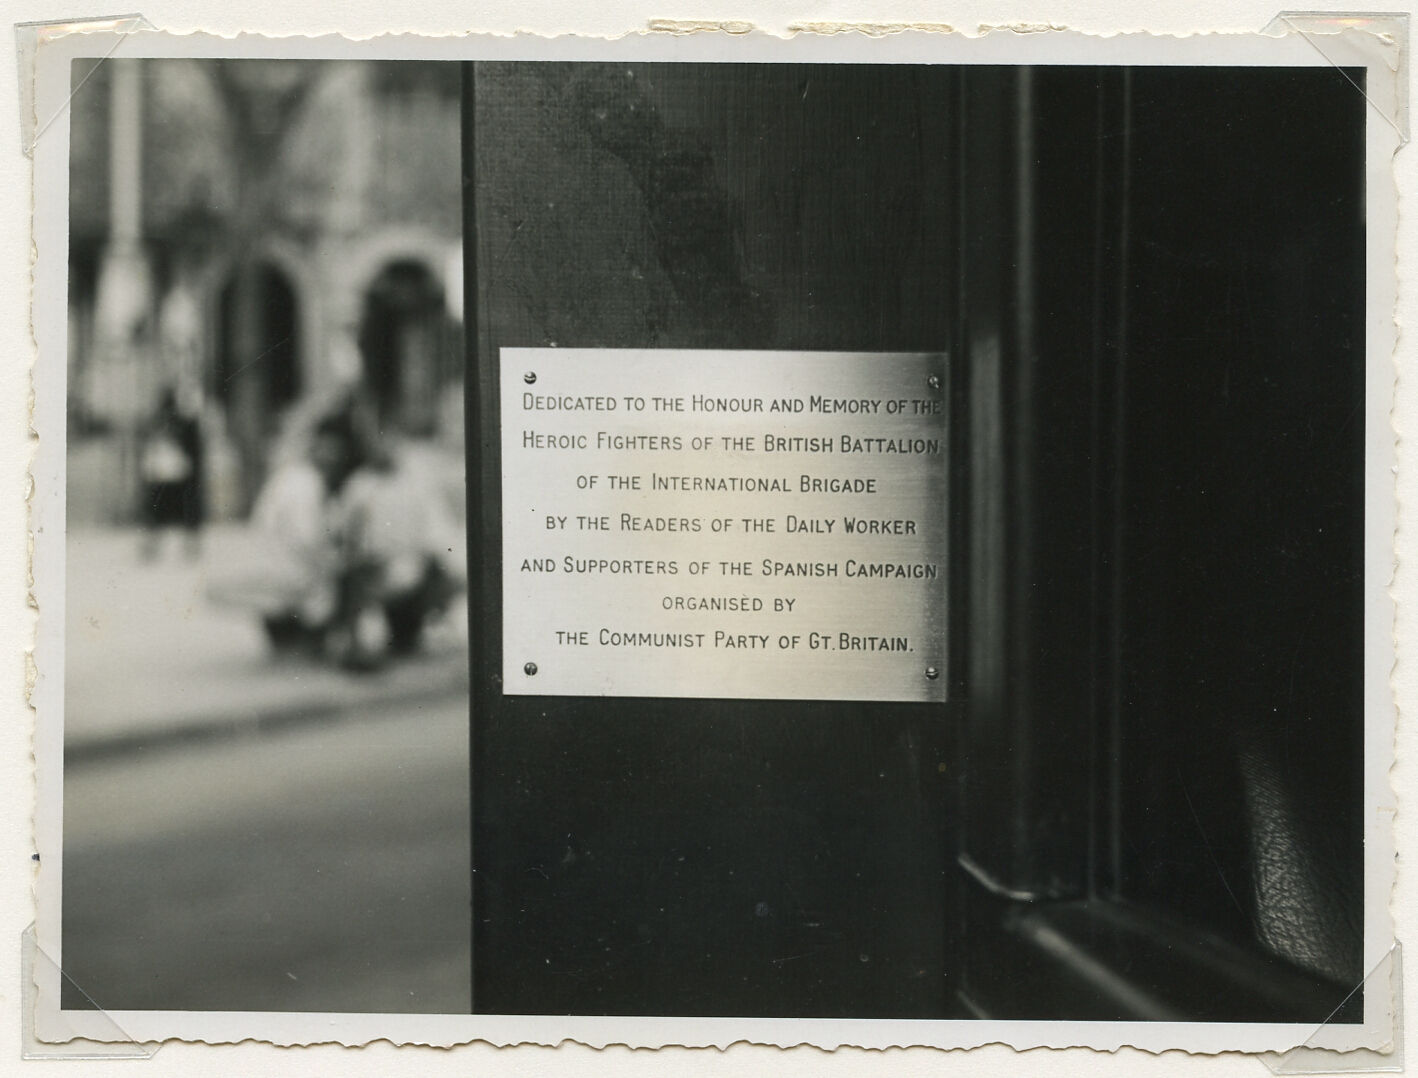 Dedicated to the Honour and Memory of the
Heroic Fighters of the British Battalion
of the International Brigade
by the Readers of the Daily Worker
and Supporters of the Spanish Campaign
organised by
the Communist Party of Gt. Britain.